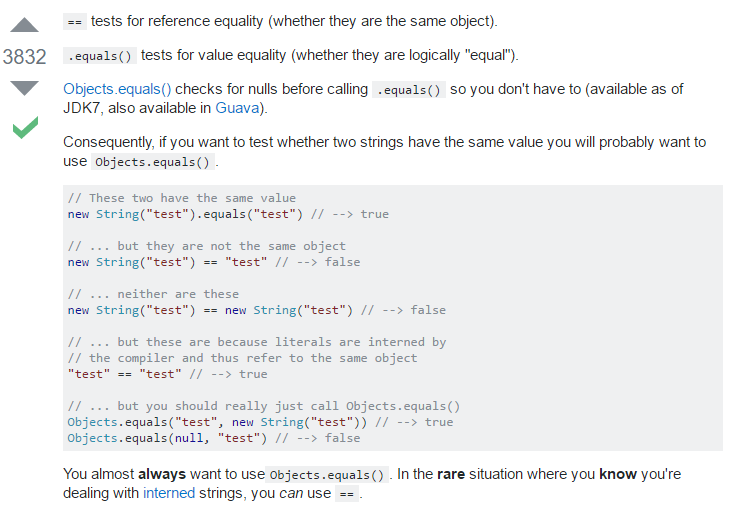 == tests for reference equality (whether they are the same object).
3832
.equals() tests for value equality (whether they are logically "equal").
Objects.equals() checks for nulls before calling .equals() so you don't have to (available as of
JDK7, also available in Guava).
Consequently, if you want to test whether two strings have the same value you will probably want to
use Objects.equals().
// These two have the same value
new String("test").equals("test") // --> true
// ... but they are not the same object
new String("test") == "test" // --> false
// ... neither are these
new String("test") == new String("test") // --> false
// ... but these are because literals are interned by
// the compiler and thus refer to the same object
"test" == "test" // --> true
// ... but you should really just call Objects.equals()
Objects.equals("test", new String("test")) // --> true
Objects.equals(null, "test") // --> false
You almost always want to use Objects.equals(). In the rare situation where you know you're
dealing with interned strings, you can use ==.